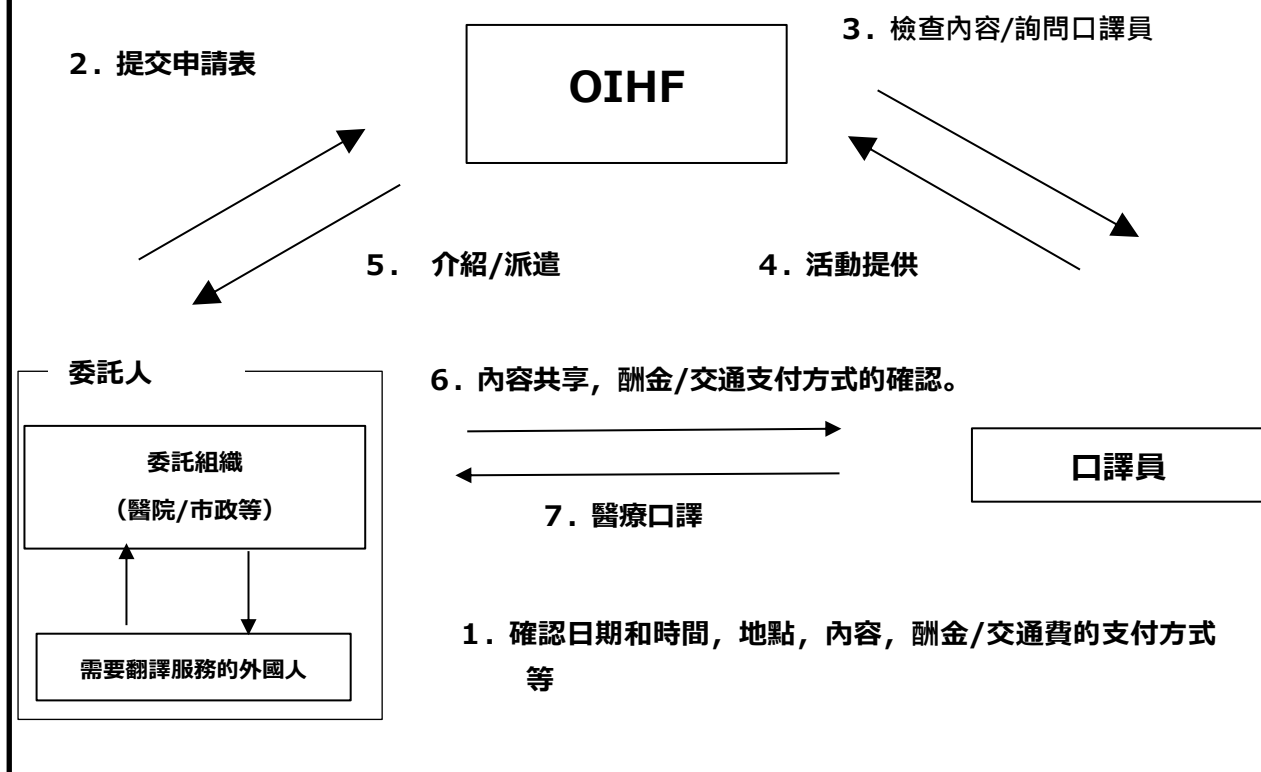 3. 檢查內容/詢問口譯員
2. 提交申請表
OIHF
5.　介紹/派遣
4. 活動提供
委託人
6. 內容共享, 酬金/交通支付方式的確認。
委託組織
（醫院/市政等）
口譯員
7. 醫療口譯
1. 確認日期和時間, 地點, 內容, 酬金/交通費的支付方式
等
需要翻譯服務的外國人